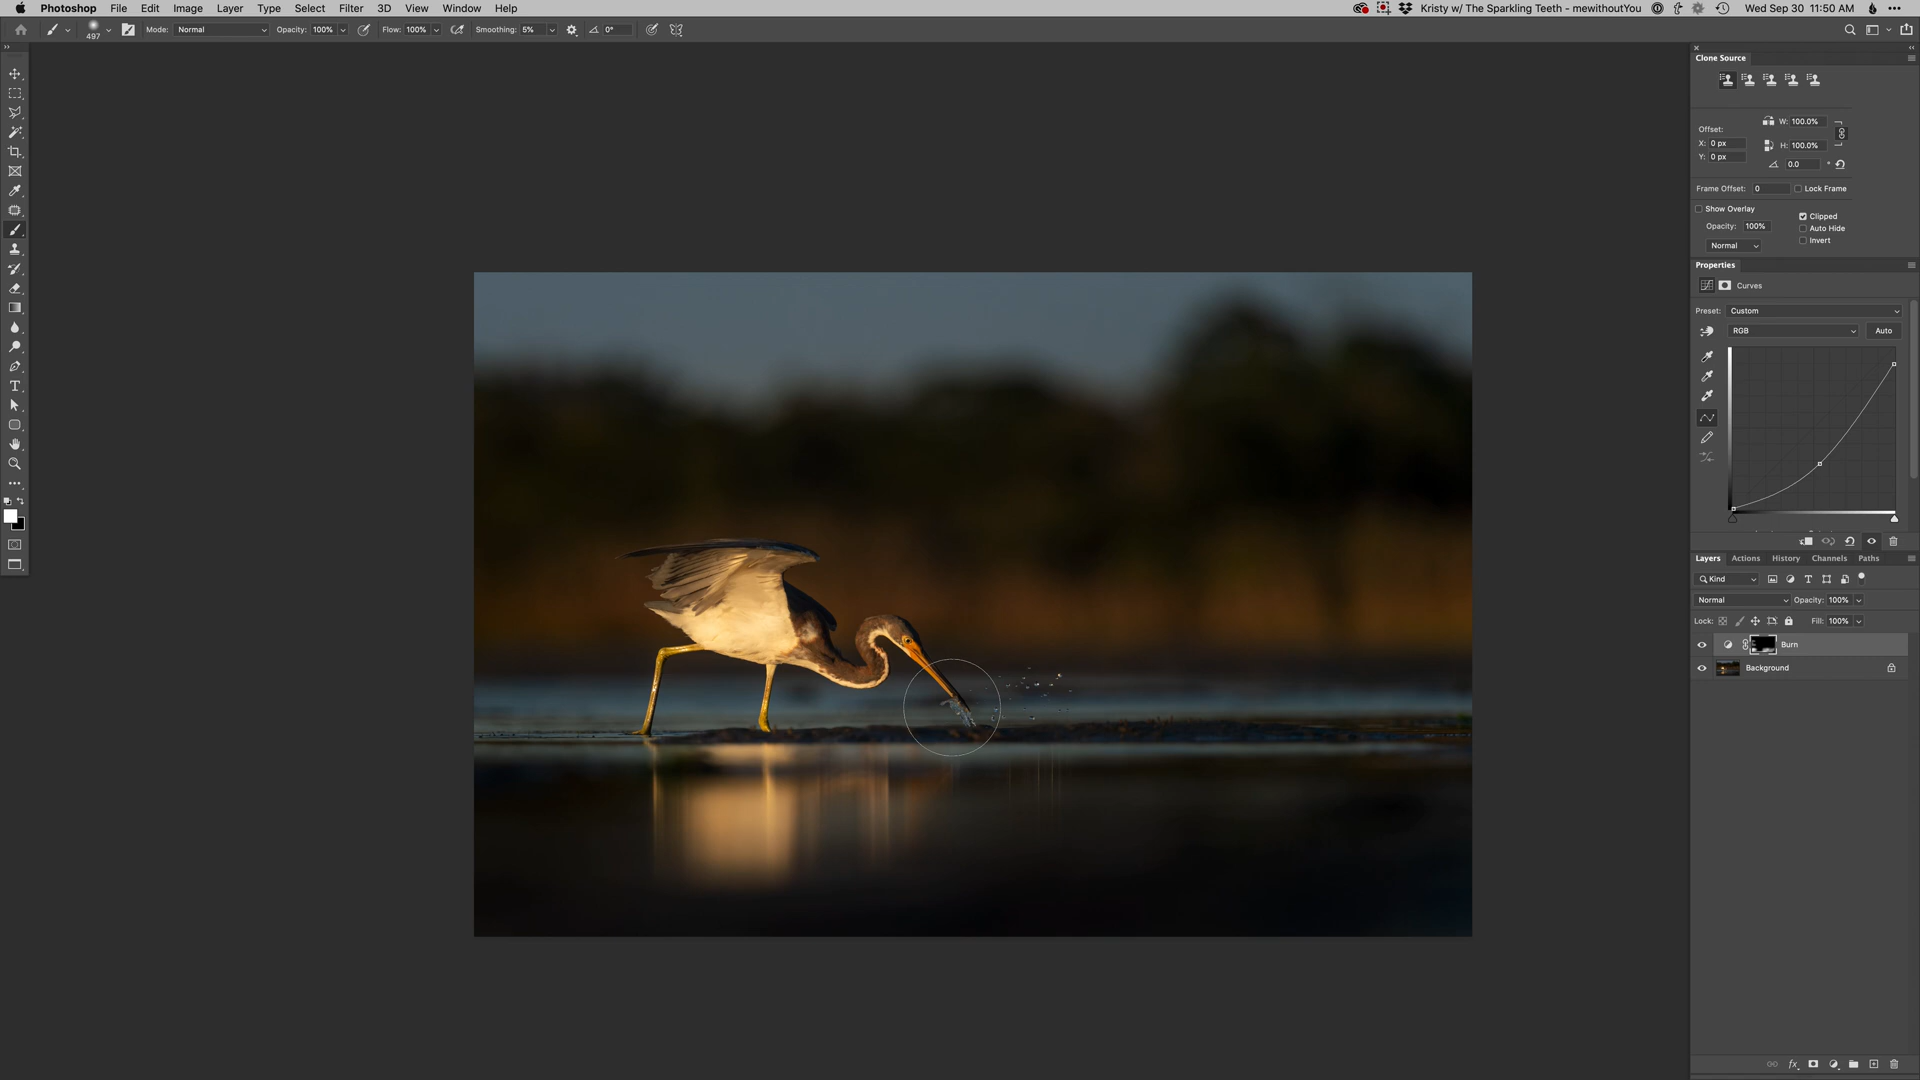 Photoshop File Edit Image Layer Type Select Filter 3D View Window Help Kristy w/ The Sparkling Teeth - mewithoutYou Wed Sep 30 11:50 AM
497 Mode: Normal Opacity: 100% Flow: 100% Smoothing: 5% 0°
Clone Source
W: 100.0%
Offset:
X: 0 px
H: 100.0%
Y: 0 px
0.0 °
Frame Offset: 0 Lock Frame
Show Overlay
Clipped
Opacity: 100%
Auto Hide
Normal
Invert
Properties
Curves
Preset: Custom
RGB Auto
Layers Actions History Channels Paths
Kind
Normal Opacity: 100%
Lock: Fill: 100%
Burn
Background